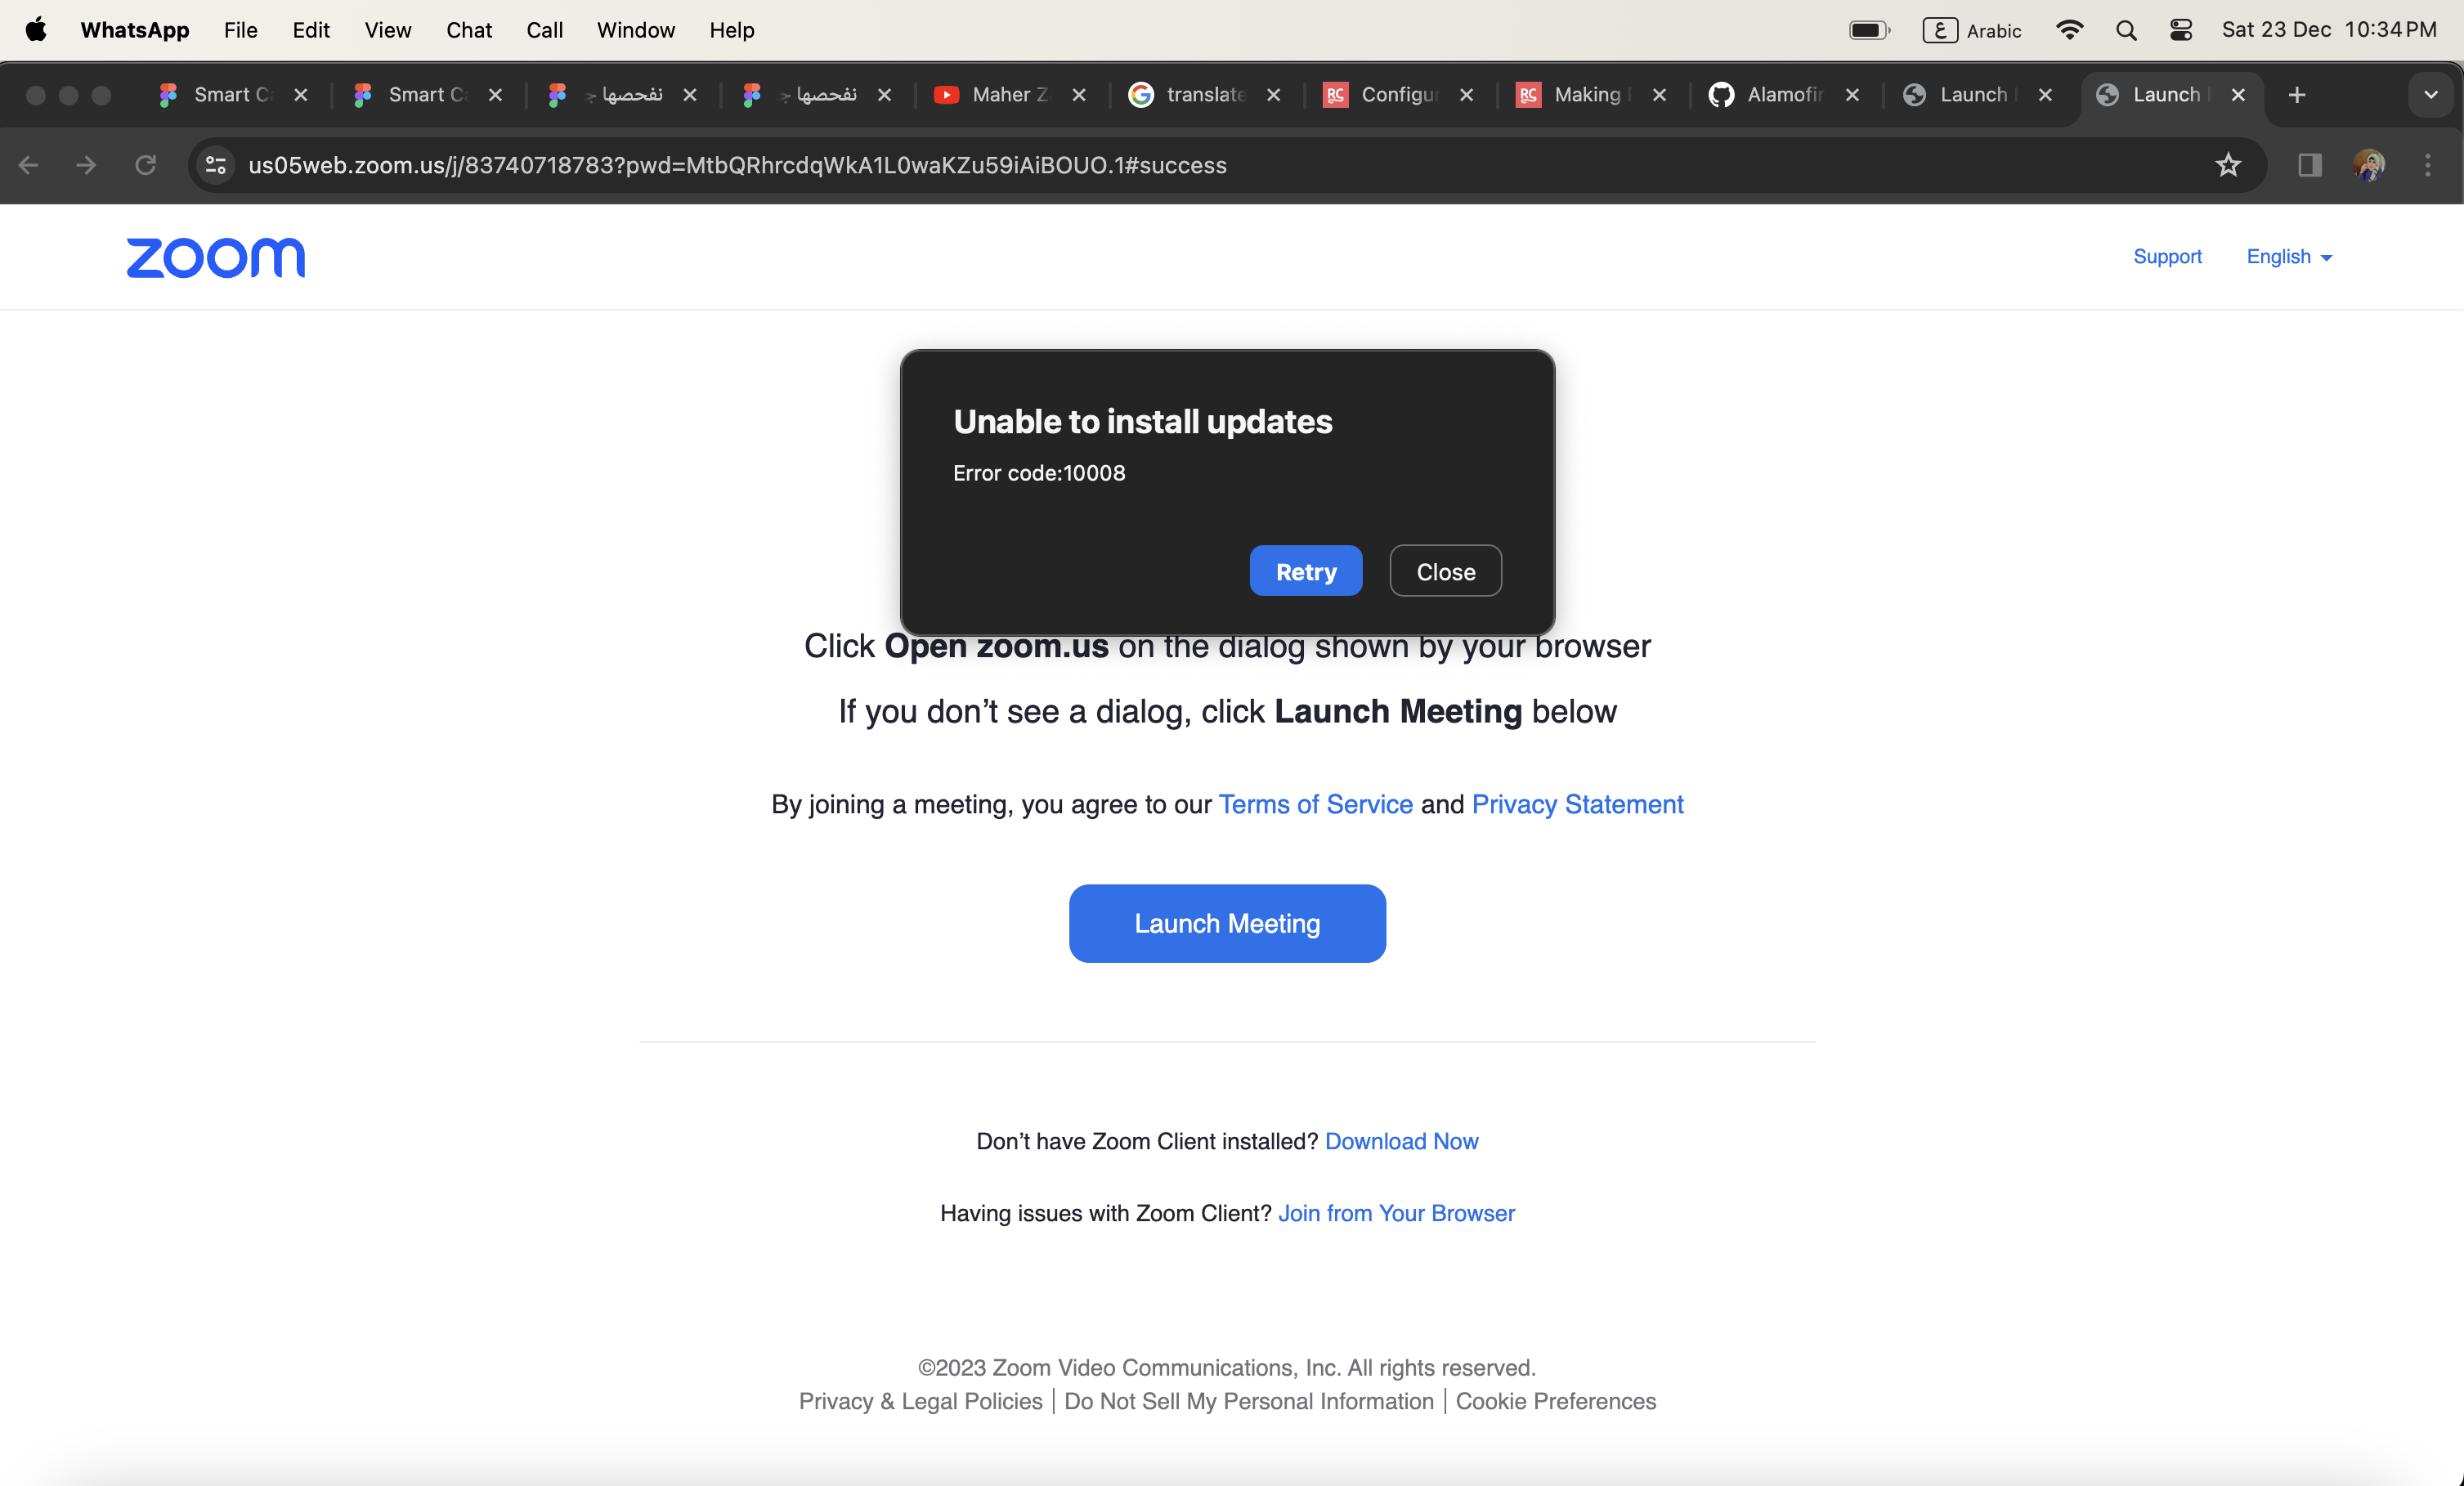 WhatsApp File Edit View Chat Call Window Help Arabic Sat 23 Dec 10:34 PM
Smart Smart نفحصها نفحصها Maher translate Making Launch Launch
us05web.zoom.us/j/83740718783?pwd=MtbQRhrcdqWkA1L0waKZu59iAiBOUO.1#success
zoom Support English
Unable to install updates
Error code:10008
Retry Close
Click Open zoom.us on the dialog shown by your browser
If you don’t see a dialog, click Launch Meeting below
By joining a meeting, you agree to our Terms of Service and Privacy Statement
Launch Meeting
Don’t have Zoom Client installed? Download Now
Having issues with Zoom Client? Join from Your Browser
©2023 Zoom Video Communications, Inc. All rights reserved.
Privacy & Legal Policies | Do Not Sell My Personal Information | Cookie Preferences